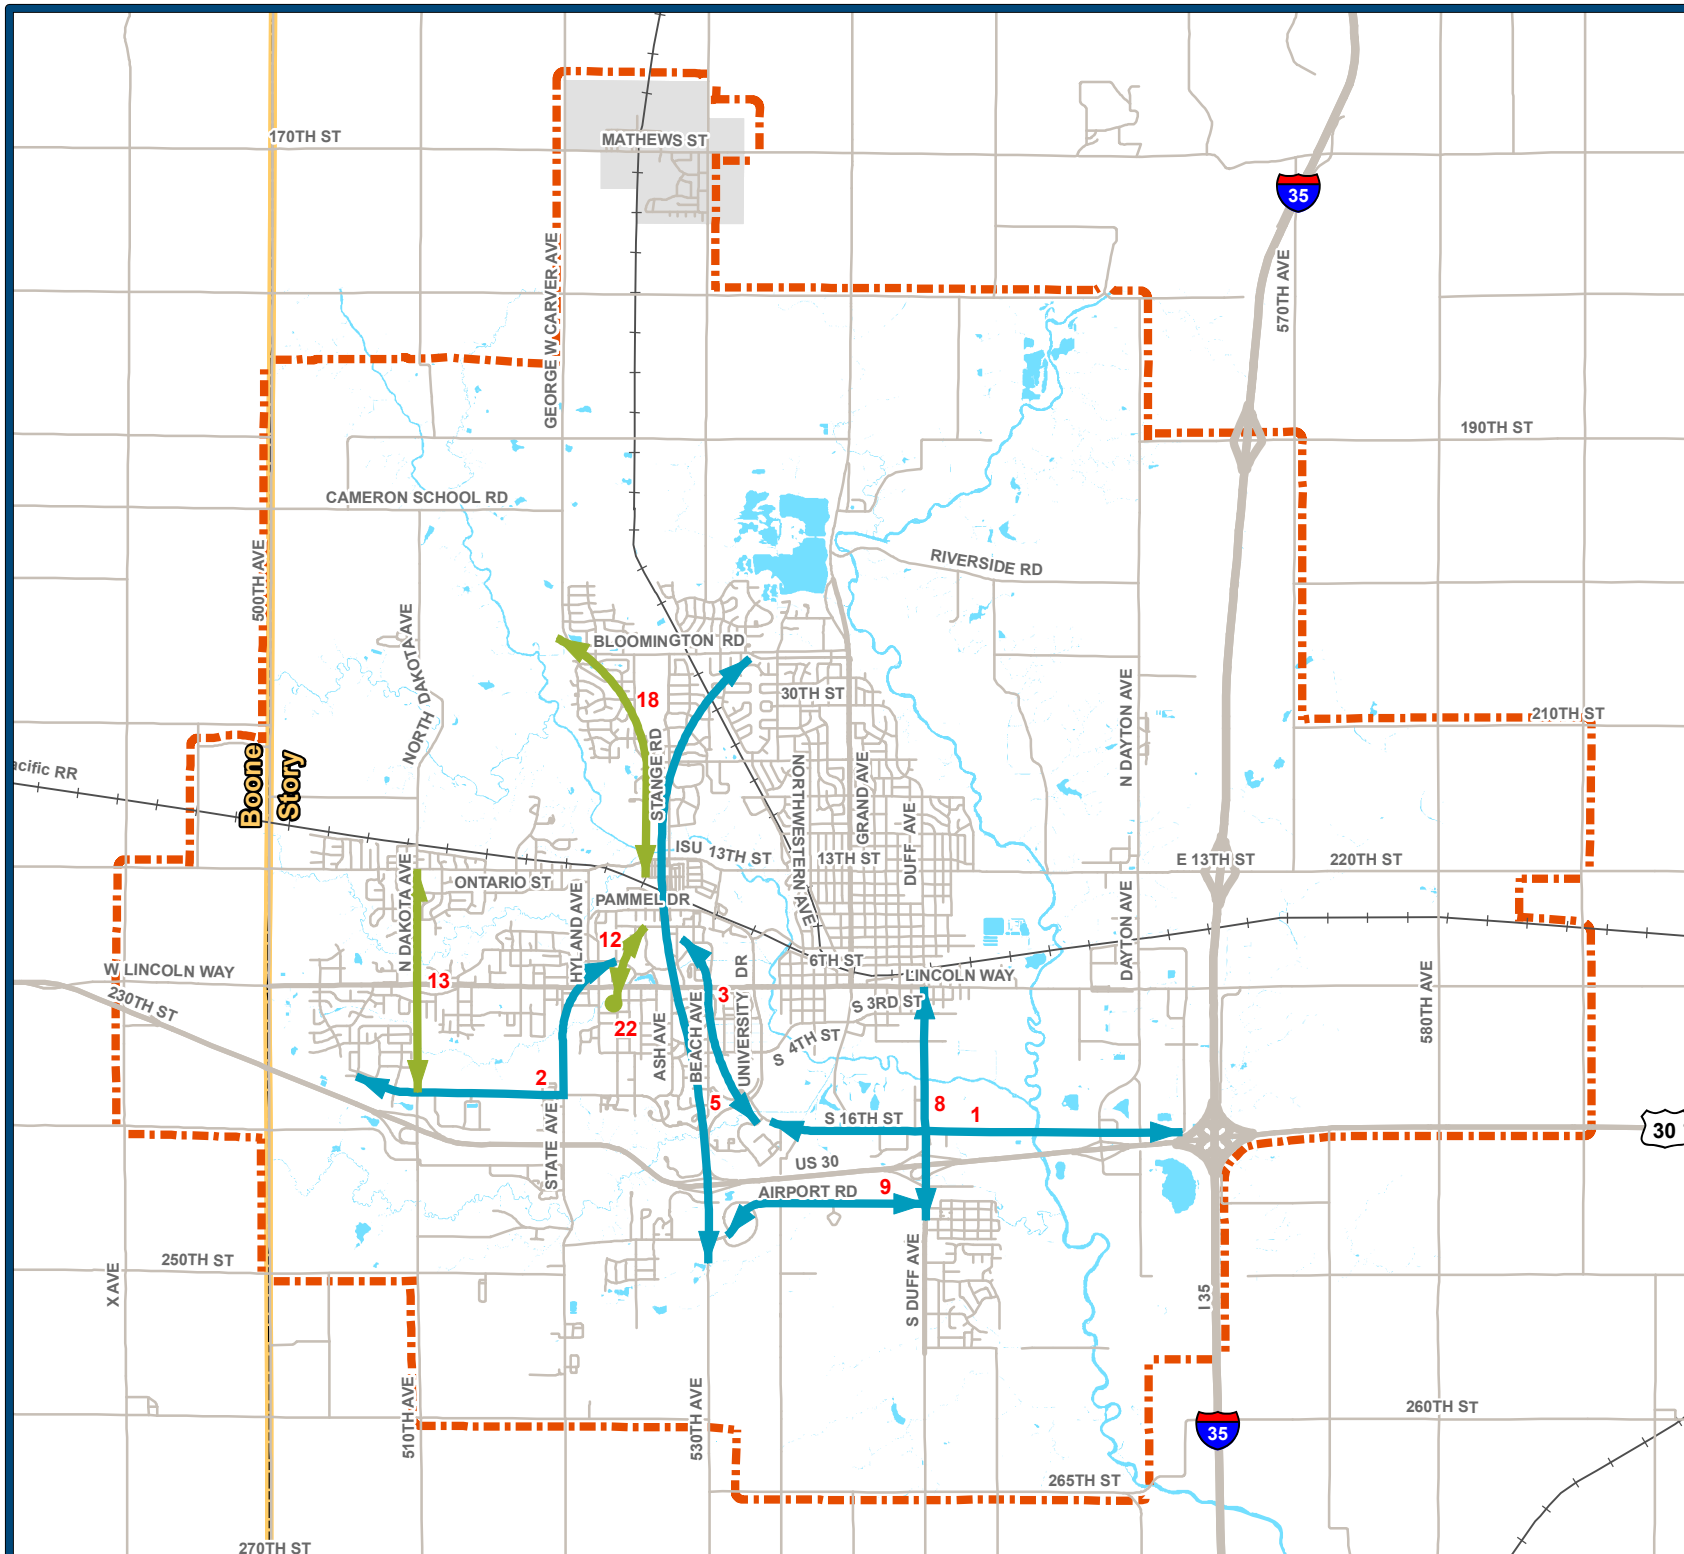 170TH ST
MATHEWS ST
35
GEORGE W CARVER AVE
570TH AVE
190TH ST
CAMERON SCHOOL RD
RIVERSIDE RD
500TH AVE
NORTH DAKOTA AVE
BLOOMINGTON RD
30TH ST
18
N DAYTON AVE
210TH ST
Boone
Story
acific RR
STANGE RD
NORTHWESTERN AVE
GRAND AVE
DUFF AVE
ISU 13TH ST
13TH ST
E 13TH ST
220TH ST
N DAKOTA AVE
ONTARIO ST
HYLAND AVE
PAMMEL DR
12
6TH ST
LINCOLN WAY
DAYTON AVE
W LINCOLN WAY
230TH ST
13
3
S 3RD ST
580TH AVE
22
ASH AVE
BEACH AVE
UNIVERSITY DR
S 4TH ST
2
5
8
1
S 16TH ST
STATE AVE
US 30
30
AIRPORT RD
9
250TH ST
X AVE
S DUFF AVE
I 35
510TH AVE
530TH AVE
35
260TH ST
265TH ST
270TH ST